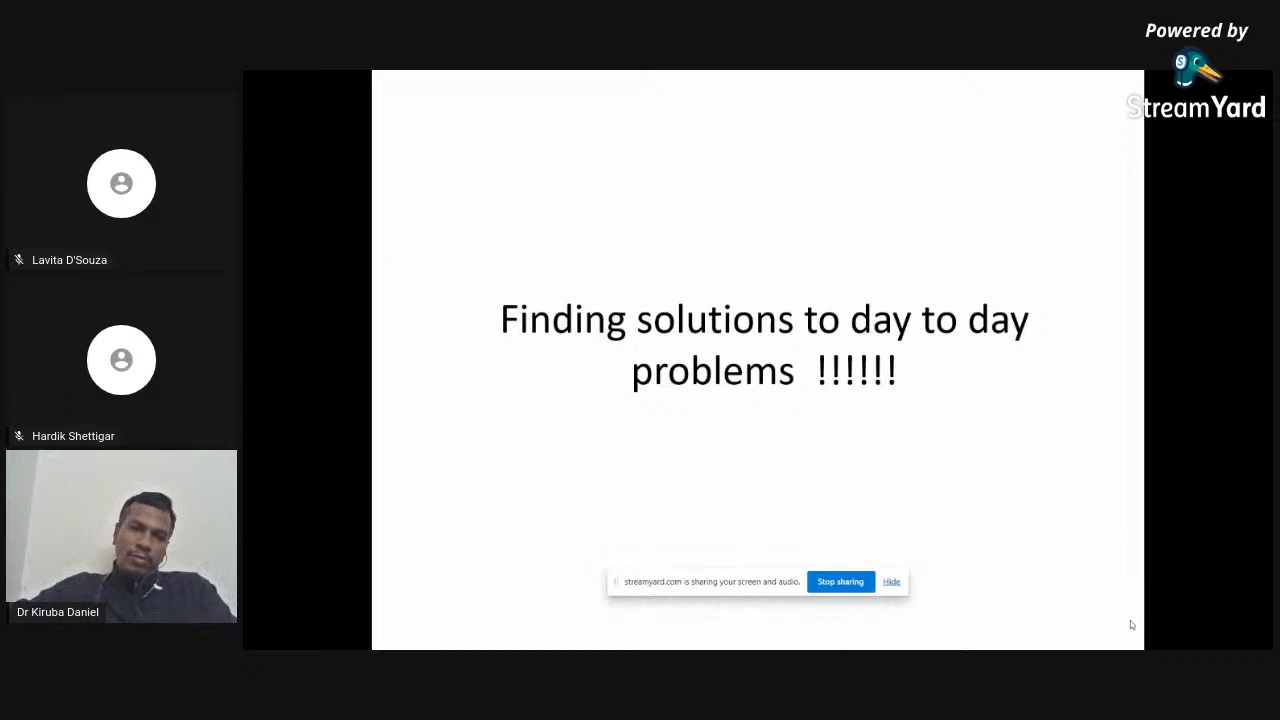 Powered by
StreamYard
Lavita D'Souza
Hardik Shettigar
Dr Kiruba Daniel
Finding solutions to day to day
problems !!!!!!
streamyard.com is sharing your screen and audio. Stop sharing Hide